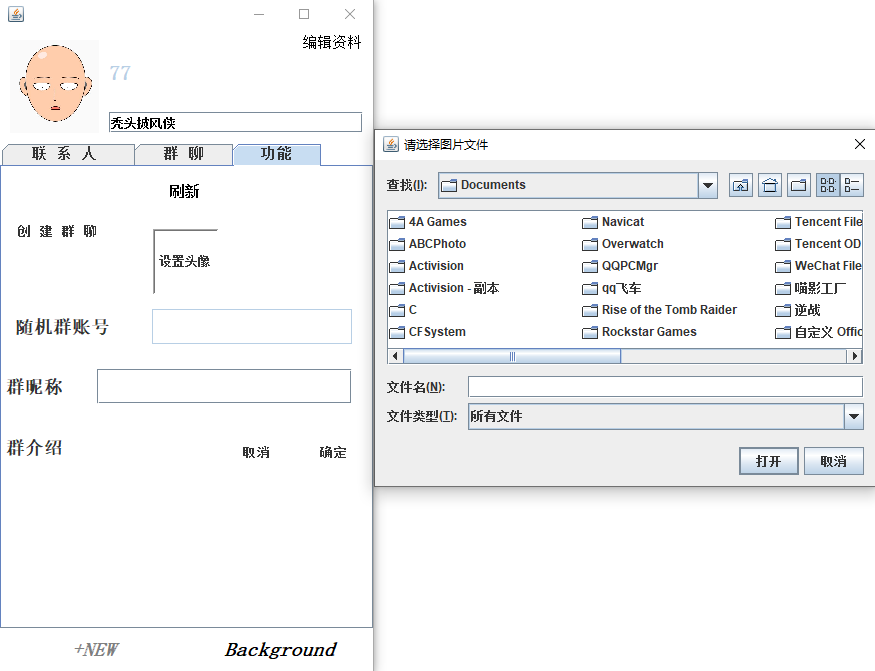 编辑资料
77
秃头披风侠
联 系 人
群 聊
功能
刷新
创 建 群 聊
设置头像
随机群账号
群昵称
群介绍
取消
确定
+NEW
Background
请选择图片文件
查找(I):
Documents
4A Games
ABCPhoto
Activision
Activision - 副本
C
CFSystem
Navicat
Overwatch
QQPCMgr
qq飞车
Rise of the Tomb Raider
Rockstar Games
Tencent File
Tencent OD
WeChat File
喵影工厂
逆战
自定义 Offic
文件名(N):
文件类型(T):
所有文件
打开
取消